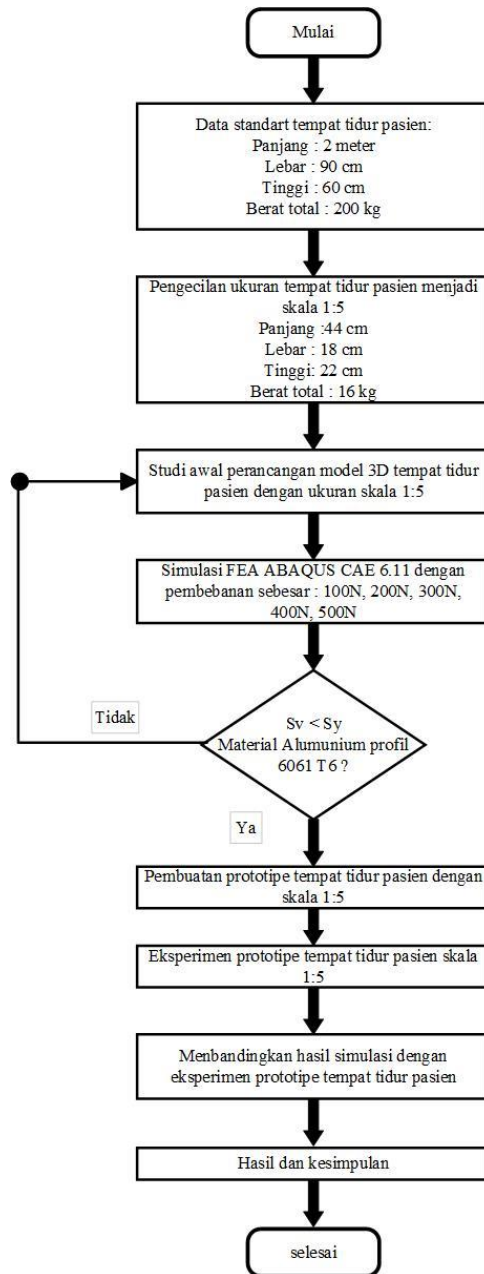 Mulai
Data standart tempat tidur pasien:
Panjang : 2 meter
Lebar : 90 cm
Tinggi : 60 cm
Berat total : 200 kg
Pengecilan ukuran tempat tidur pasien menjadi
skala 1:5
Panjang :44 cm
Lebar : 18 cm
Tinggi: 22 cm
Berat total : 16 kg
Studi awal perancangan model 3D tempat tidur
pasien dengan ukuran skala 1:5
Simulasi FEA ABAQUS CAE 6.11 dengan
pembebanan sebesar : 100N, 200N, 300N,
400N, 500N
Tidak
Sv < Sy
Material Alumunium profil
6061 T6 ?
Ya
Pembuatan prototipe tempat tidur pasien dengan
skala 1:5
Eksperimen prototipe tempat tidur pasien skala
1:5
Menbandingkan hasil simulasi dengan
eksperimen prototipe tempat tidur pasien
Hasil dan kesimpulan
selesai